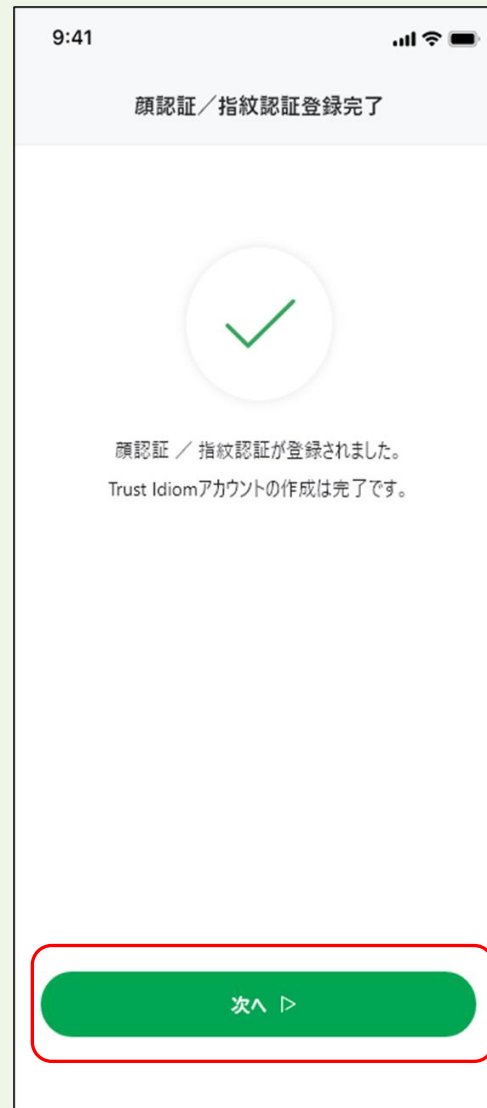 9:41
顔認証／指紋認証登録完了
顔認証 ／ 指紋認証が登録されました。
Trust Idiomアカウントの作成は完了です。
次へ ▷